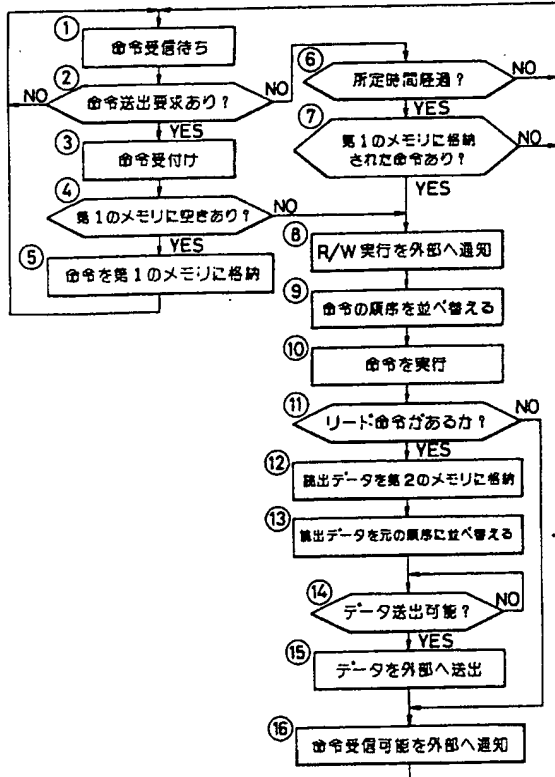 ①
命令受信待ち
②
命令送出要求あり?
NO
NO
YES
③
命令受付け
④
第1のメモリに空きあり?
NO
YES
⑤
命令を第1のメモリに格納
⑥
所定時間経過?
NO
YES
⑦
第1のメモリに格納
された命令あり?
NO
YES
⑧
R/W実行を外部へ通知
⑨
命令の順序を並べ替える
⑩
命令を実行
⑪
リード命令があるか?
NO
YES
⑫
読出データを第2のメモリに格納
⑬
読出データを元の順序に並べ替える
⑭
データ送出可能?
NO
YES
⑮
データを外部へ送出
⑯
命令受信可能を外部へ通知